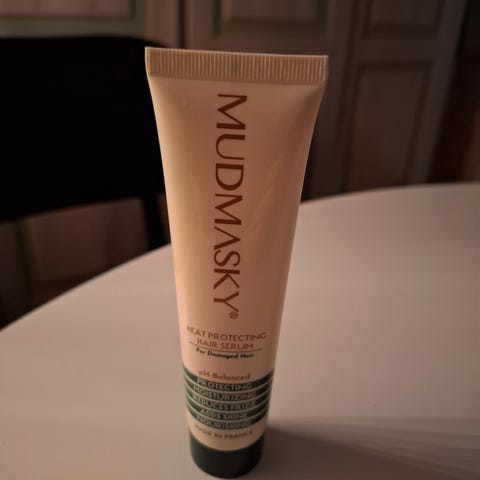 MUDMASKY®
HEAT PROTECTING
HAIR SERUM
For Damaged Hair
pH-Balanced
PROTECTING
MOISTURIZING
REDUCES FRIZZ
ADDS SHINE
NOURISHING
MADE IN FRANCE